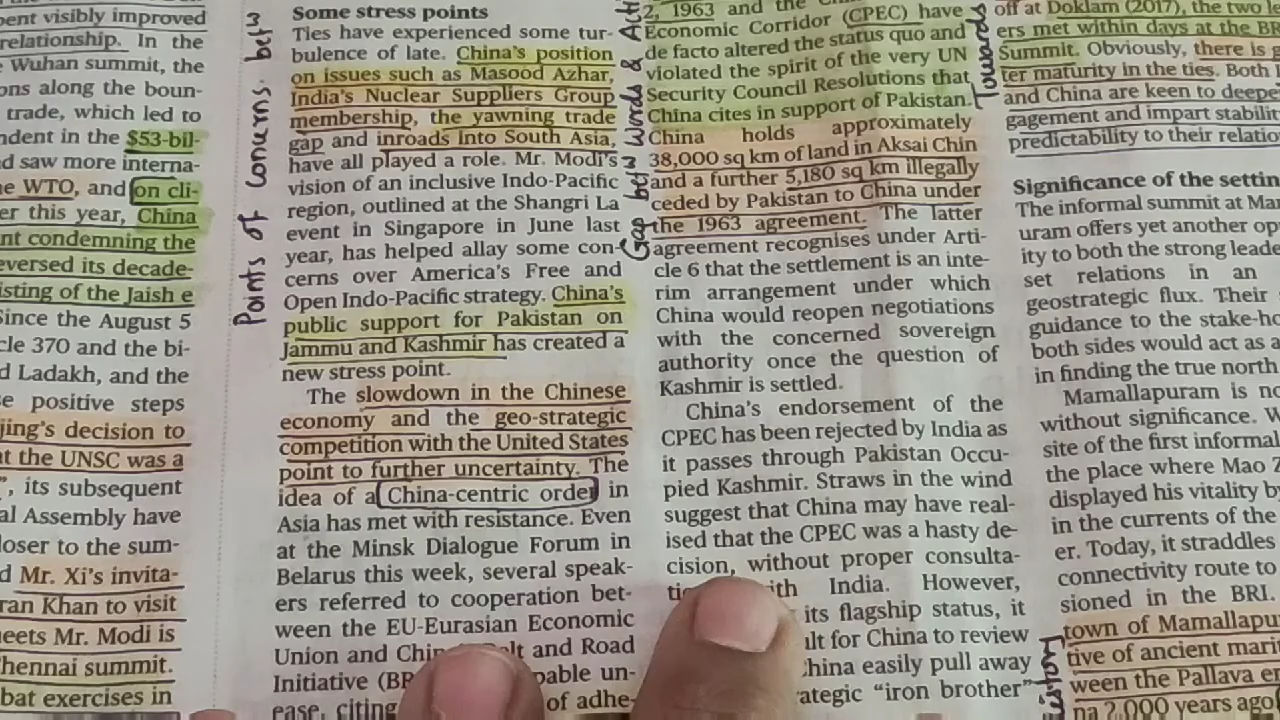 ent visibly improved
relationship. In the
Wuhan summit, the
ons along the boun-
trade, which led to
ndent in the $53-bil-
d saw more interna-
e WTO, and on cli-
er this year, China
nt condemning the
eversed its decade-
isting of the Jaish e
Since the August 5
cle 370 and the bi-
d Ladakh, and the
e positive steps
jing's decision to
at the UNSC was a
", its subsequent
al Assembly have
loser to the sum-
d Mr. Xi's invita-
ran Khan to visit
eets Mr. Modi is
hennai summit.
bat exercises in
Points of concerns betw
Some stress points
Ties have experienced some tur-
bulence of late. China's position
on issues such as Masood Azhar,
India's Nuclear Suppliers Group
membership, the yawning trade
gap and inroads into South Asia,
have all played a role. Mr. Modi's
vision of an inclusive Indo-Pacific
region, outlined at the Shangri La
event in Singapore in June last
year, has helped allay some con-
cerns over America's Free and
Open Indo-Pacific strategy. China's
public support for Pakistan on
Jammu and Kashmir has created a
new stress point.
The slowdown in the Chinese
economy and the geo-strategic
competition with the United States
point to further uncertainty. The
idea of a China-centric order in
Asia has met with resistance. Even
at the Minsk Dialogue Forum in
Belarus this week, several speak-
ers referred to cooperation bet-
ween the EU-Eurasian Economic
Union and Chin elt and Road
Initiative (BR pable un-
ease, citing of adhe-
Gap betw Words & Acti
2, 1963 and the
Economic Corridor (CPEC) have
de facto altered the status quo and
violated the spirit of the very UN
Security Council Resolutions that
China cites in support of Pakistan.
China holds approximately
38,000 sq km of land in Aksai Chin
and a further 5,180 sq km illegally
ceded by Pakistan to China under
the 1963 agreement. The latter
agreement recognises under Arti-
cle 6 that the settlement is an inte-
rim arrangement under which
China would reopen negotiations
with the concerned sovereign
authority once the question of
Kashmir is settled.
China's endorsement of the
CPEC has been rejected by India as
it passes through Pakistan Occu-
pied Kashmir. Straws in the wind
suggest that China may have real-
ised that the CPEC was a hasty de-
cision, without proper consulta-
ti ith India. However,
its flagship status, it
ult for China to review
hina easily pull away
ategic "iron brother"
Towards
off at Doklam (2017), the two le
ers met within days at the BR
Summit. Obviously, there is g
ter maturity in the ties. Both I
and China are keen to deepe
gagement and impart stabilit
predictability to their relatio
Significance of the settin
The informal summit at Mar
uram offers yet another op
ity to both the strong leade
set relations in an
geostrategic flux. Their
guidance to the stake-ho
both sides would act as a
in finding the true north
Mamallapuram is no
without significance. W
site of the first informal
the place where Mao Z
displayed his vitality by
in the currents of the
er. Today, it straddles
connectivity route to
sioned in the BRI.
town of Mamallapu
tive of ancient marit
ween the Pallava en
na 2,000 years ago